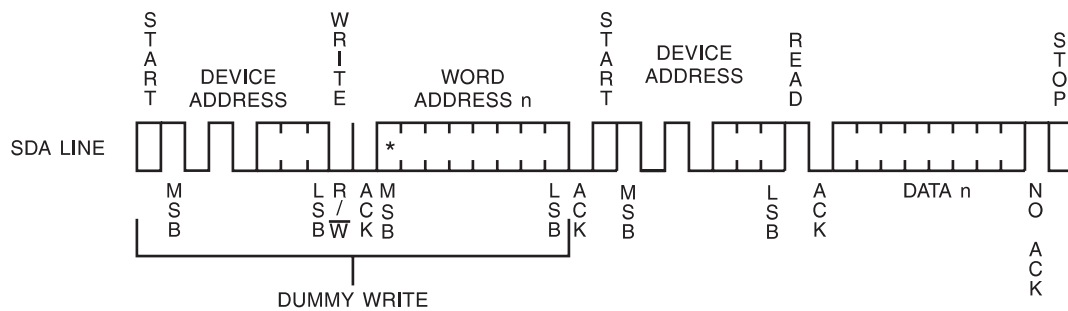 START
DEVICE
ADDRESS
WRITE
WORD
ADDRESS n
START
DEVICE
ADDRESS
READ
STOP
SDA LINE
*
MSB
LSB
R/W
ACK
MSB
LSB
ACK
MSB
LSB
ACK
DATA n
NO ACK
DUMMY WRITE